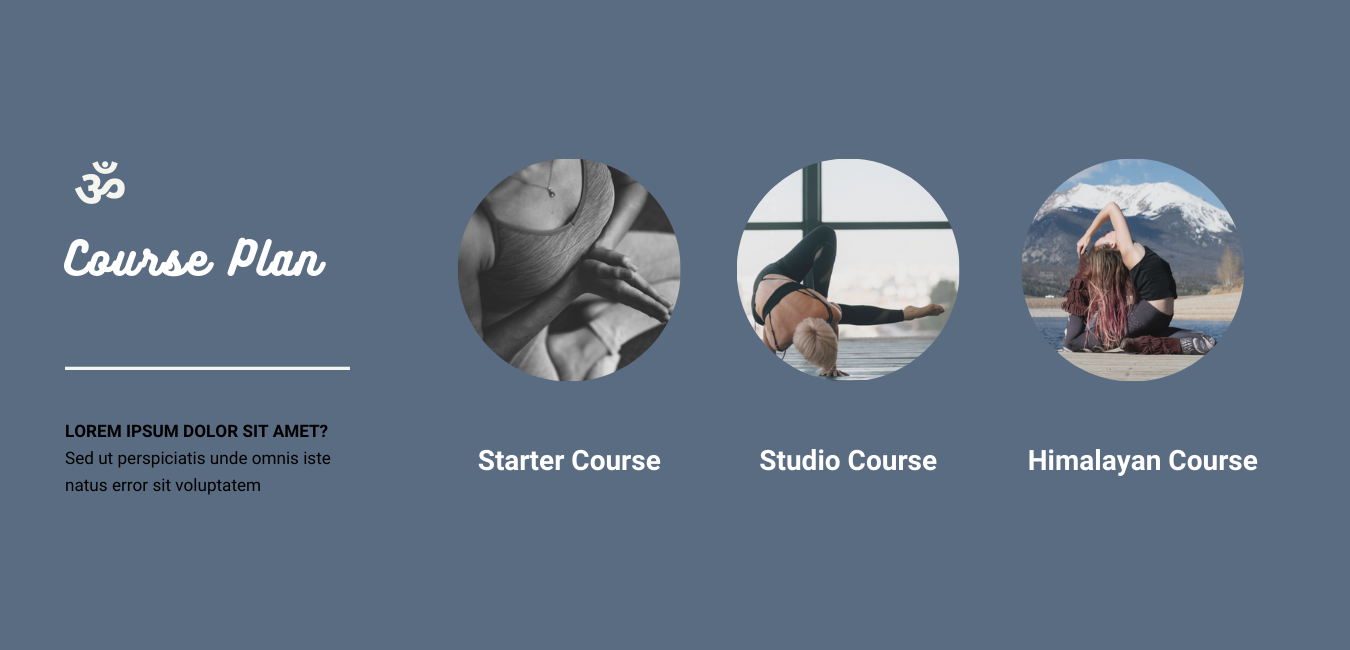 ॐ
Course Plan
LOREM IPSUM DOLOR SIT AMET?
Sed ut perspiciatis unde omnis iste
natus error sit voluptatem
Starter Course
Studio Course
Himalayan Course